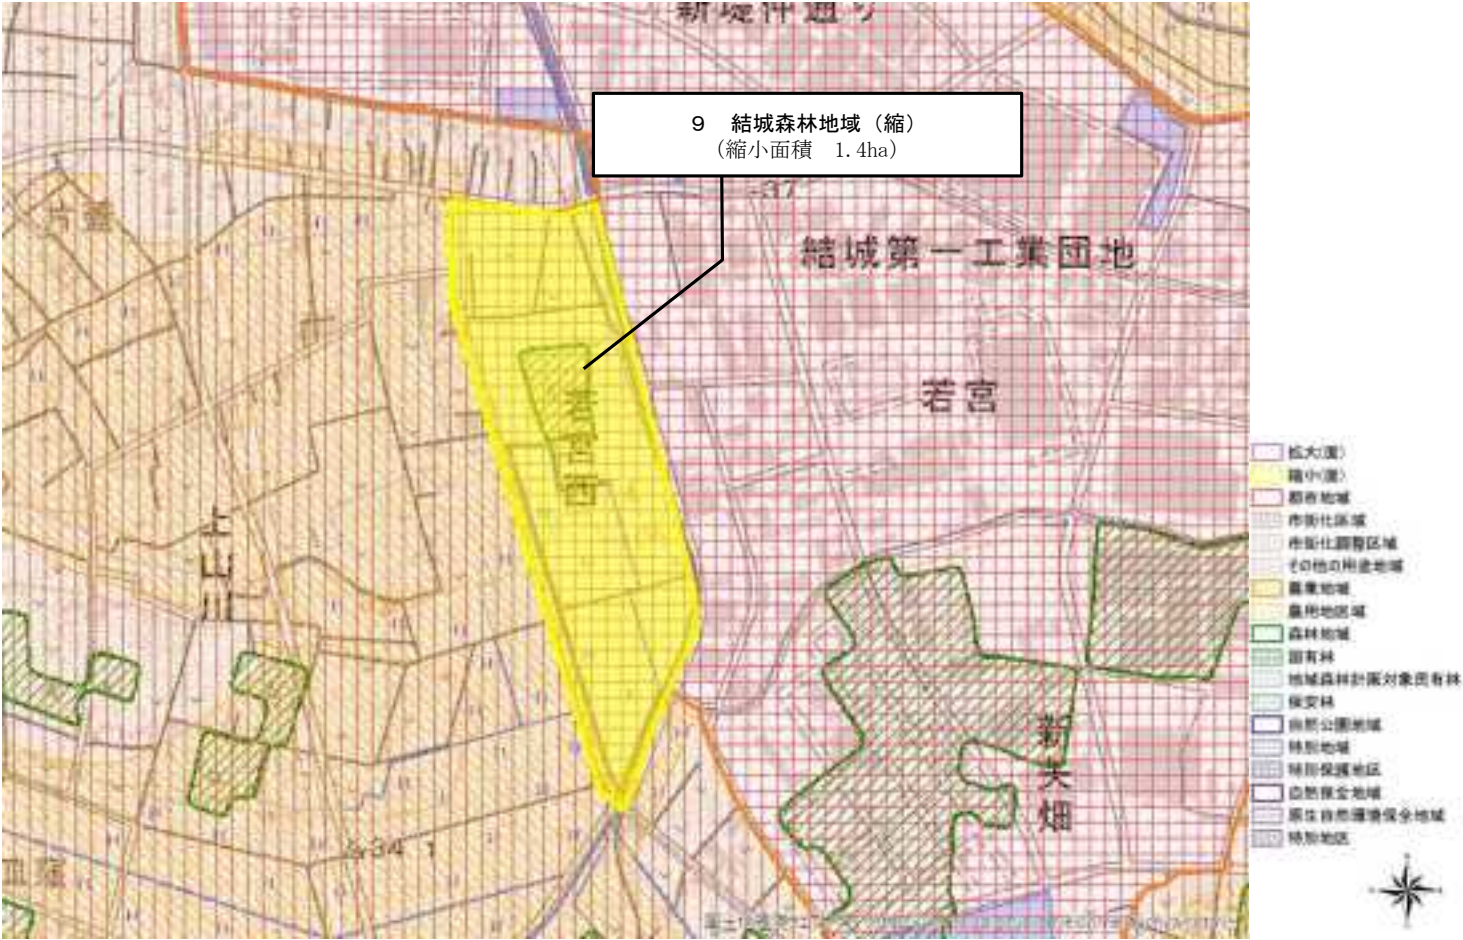 新堤仲通り
9 結城森林地域（縮）
（縮小面積 1.4ha）
37
結城第一工業団地
若宮
若宮西
上山川
新矢畑
34 1
拡大(面)
縮小(面)
都市地域
市街化区域
市街化調整区域
その他の用途地域
農業地域
農用地区域
森林地域
国有林
地域森林計画対象民有林
保安林
自然公園地域
特別地域
特別保護地区
自然保全地域
原生自然環境保全地域
特別地区